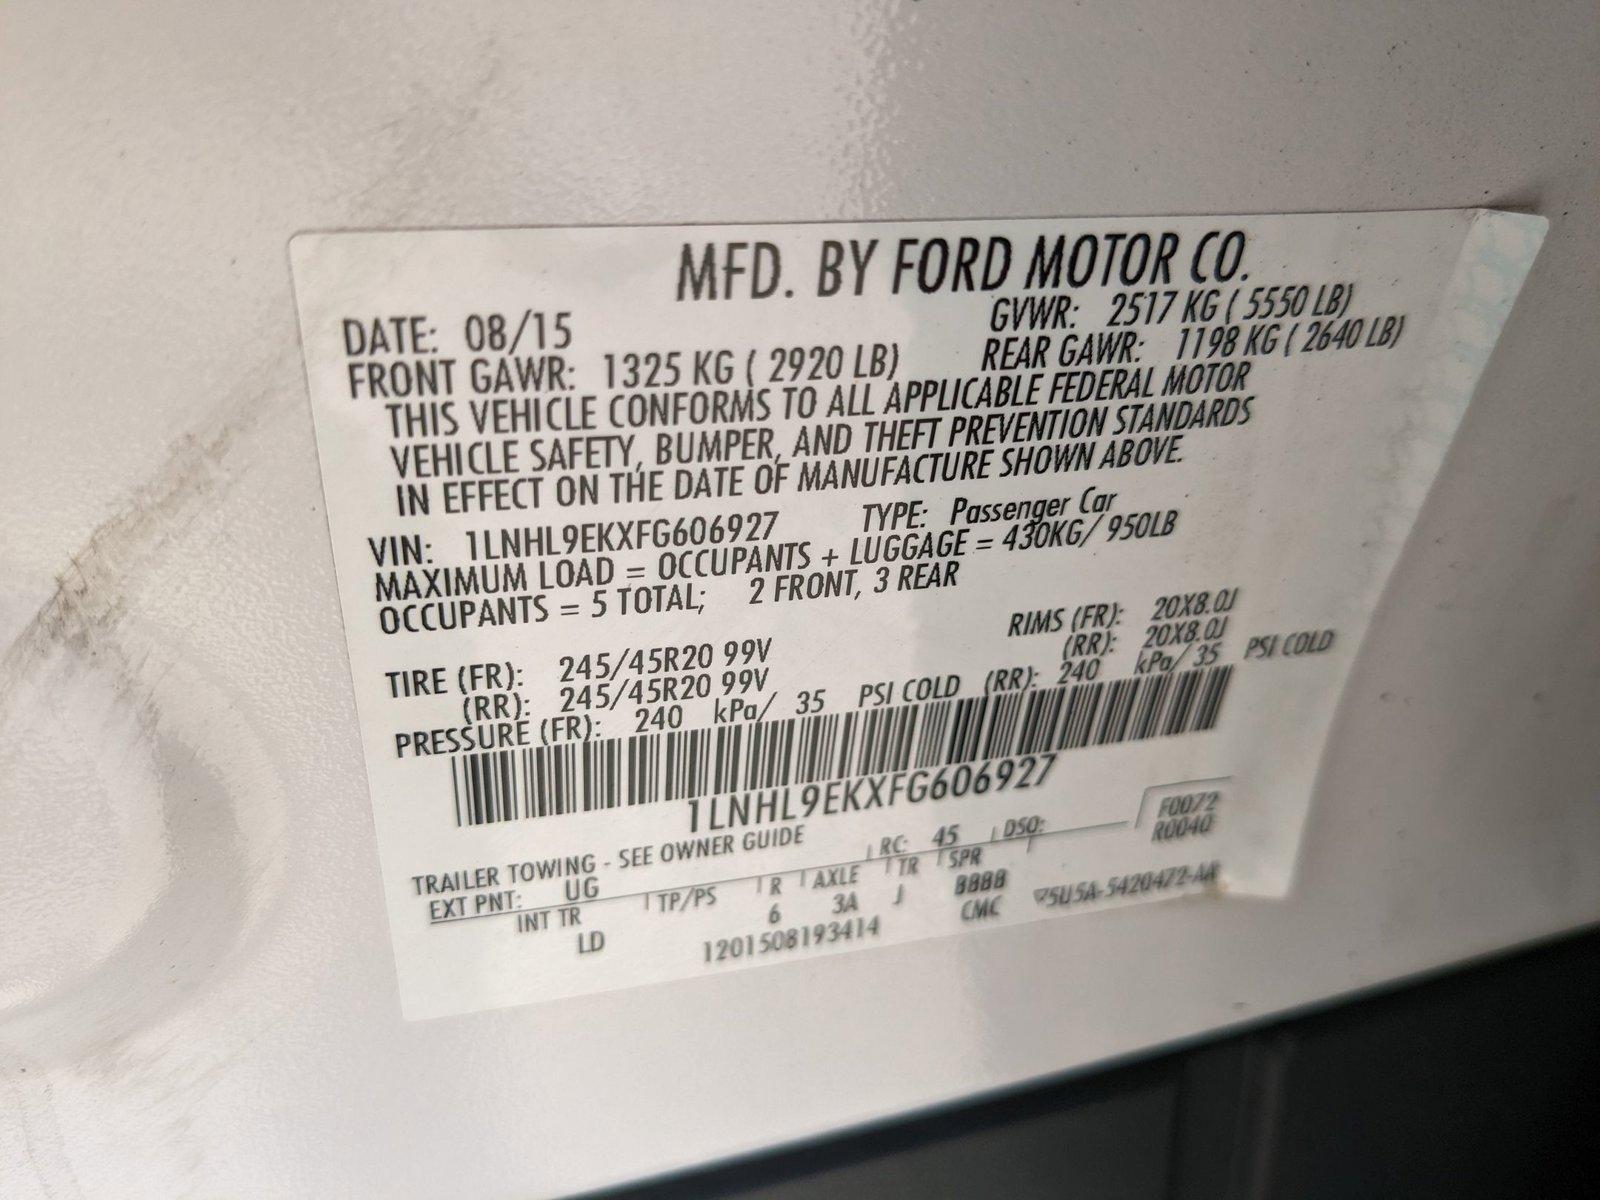 MFD. BY FORD MOTOR CO.
DATE: 08/15 GVWR: 2517 KG ( 5550 LB)
FRONT GAWR: 1325 KG ( 2920 LB) REAR GAWR: 1198 KG ( 2640 LB)
THIS VEHICLE CONFORMS TO ALL APPLICABLE FEDERAL MOTOR
VEHICLE SAFETY, BUMPER, AND THEFT PREVENTION STANDARDS
IN EFFECT ON THE DATE OF MANUFACTURE SHOWN ABOVE.
VIN: 1LNHL9EKXFG606927 TYPE: Passenger Car
MAXIMUM LOAD = OCCUPANTS + LUGGAGE = 430KG/ 950LB
OCCUPANTS = 5 TOTAL; 2 FRONT, 3 REAR
TIRE (FR): 245/45R20 99V RIMS (FR): 20X8.0J
(RR): 245/45R20 99V (RR): 20X8.0J
PRESSURE (FR): 240 kPa/ 35 PSI COLD (RR): 240 kPa/ 35 PSI COLD
1LNHL9EKXFG606927
TRAILER TOWING - SEE OWNER GUIDE RC: 45 DSO: F0072
R0040
EXT PNT: UG
INT TR TP/PS R AXLE TR SPR
LD 6 3A J 8888
1201508193414 CMC 5U5A-5420472-AA